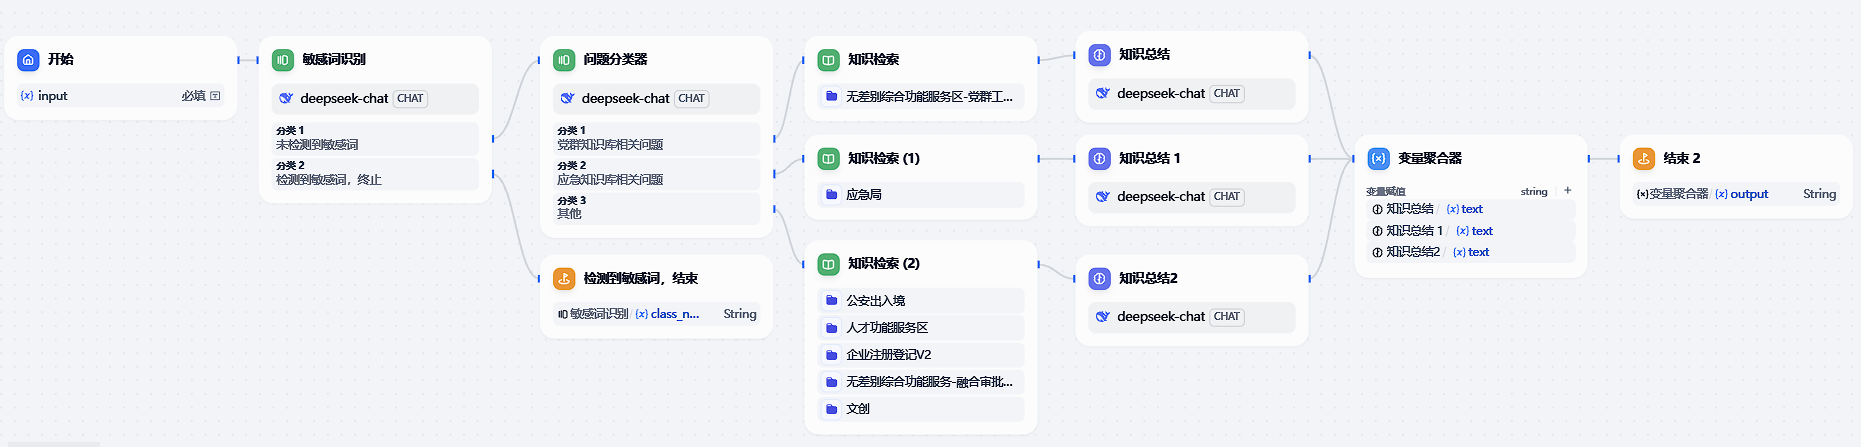 开始
{x} input 必填
敏感词识别
deepseek-chat CHAT
分类 1
未检测到敏感词
分类 2
检测到敏感词，终止
问题分类器
deepseek-chat CHAT
分类 1
党群知识库相关问题
分类 2
应急知识库相关问题
分类 3
其他
检测到敏感词，结束
敏感词识别 / {x} class_n... String
知识检索
无差别综合功能服务区-党群工...
知识检索 (1)
应急局
知识检索 (2)
公安出入境
人才功能服务区
企业注册登记V2
无差别综合功能服务-融合审批...
文创
知识总结
deepseek-chat CHAT
知识总结 1
deepseek-chat CHAT
知识总结2
deepseek-chat CHAT
变量聚合器
变量赋值 string +
知识总结 / {x} text
知识总结 1 / {x} text
知识总结2 / {x} text
结束 2
{x} 变量聚合器 / {x} output String